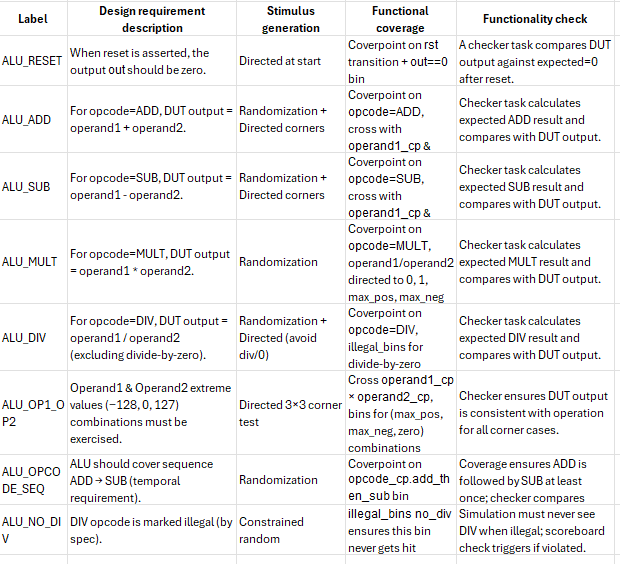 Label
Design requirement
description
Stimulus
generation
Functional
coverage
Functionality check
ALU_RESET
When reset is asserted, the
output out should be zero.
Directed at start
Coverpoint on rst
transition + out==0
bin
A checker task compares DUT
output against expected=0
after reset.
ALU_ADD
For opcode=ADD, DUT output =
operand1 + operand2.
Randomization +
Directed corners
Coverpoint on
opcode=ADD,
cross with
operand1_cp &
Checker task calculates
expected ADD result and
compares with DUT output.
ALU_SUB
For opcode=SUB, DUT output =
operand1 - operand2.
Randomization +
Directed corners
Coverpoint on
opcode=SUB,
cross with
operand1_cp &
Checker task calculates
expected SUB result and
compares with DUT output.
ALU_MULT
For opcode=MULT, DUT output
= operand1 * operand2.
Randomization
Coverpoint on
opcode=MULT,
operand1/operand2
directed to 0, 1,
max_pos, max_neg
Checker task calculates
expected MULT result and
compares with DUT output.
ALU_DIV
For opcode=DIV, DUT output =
operand1 / operand2
(excluding divide-by-zero).
Randomization +
Directed (avoid
div/0)
Coverpoint on
opcode=DIV,
illegal_bins for
divide-by-zero
Checker task calculates
expected DIV result and
compares with DUT output.
ALU_OP1_O
P2
Operand1 & Operand2 extreme
values (−128, 0, 127)
combinations must be
exercised.
Directed 3×3 corner
test
Cross operand1_cp
× operand2_cp,
bins for (max_pos,
max_neg, zero)
combinations
Checker ensures DUT output
is consistent with operation
for all corner cases.
ALU_OPCO
DE_SEQ
ALU should cover sequence
ADD → SUB (temporal
requirement).
Randomization
Coverpoint on
opcode_cp.add_th
en_sub bin
Coverage ensures ADD is
followed by SUB at least
once; checker compares
ALU_NO_DI
V
DIV opcode is marked illegal (by
spec).
Constrained
random
illegal_bins no_div
ensures this bin
never gets hit
Simulation must never see
DIV when illegal; scoreboard
check triggers if violated.